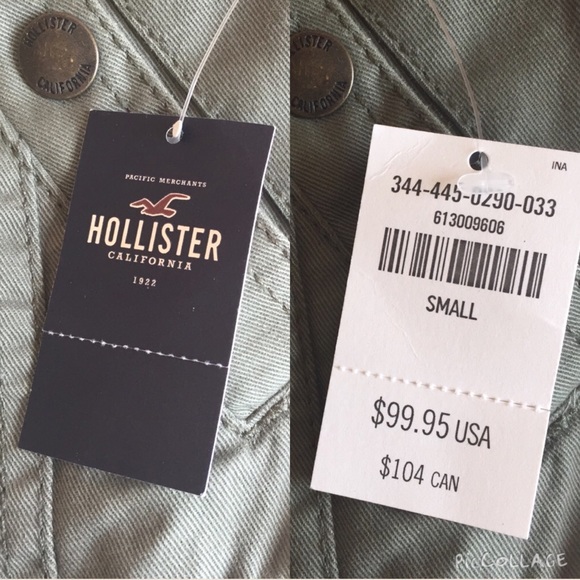 HOLLISTER
CALIFORNIA
PACIFIC MERCHANTS
HOLLISTER
CALIFORNIA
1922
HOLLISTER
CALIFORNIA
INA
344-445-0290-033
613009606
SMALL
$99.95 USA
$104 CAN
PicCollage